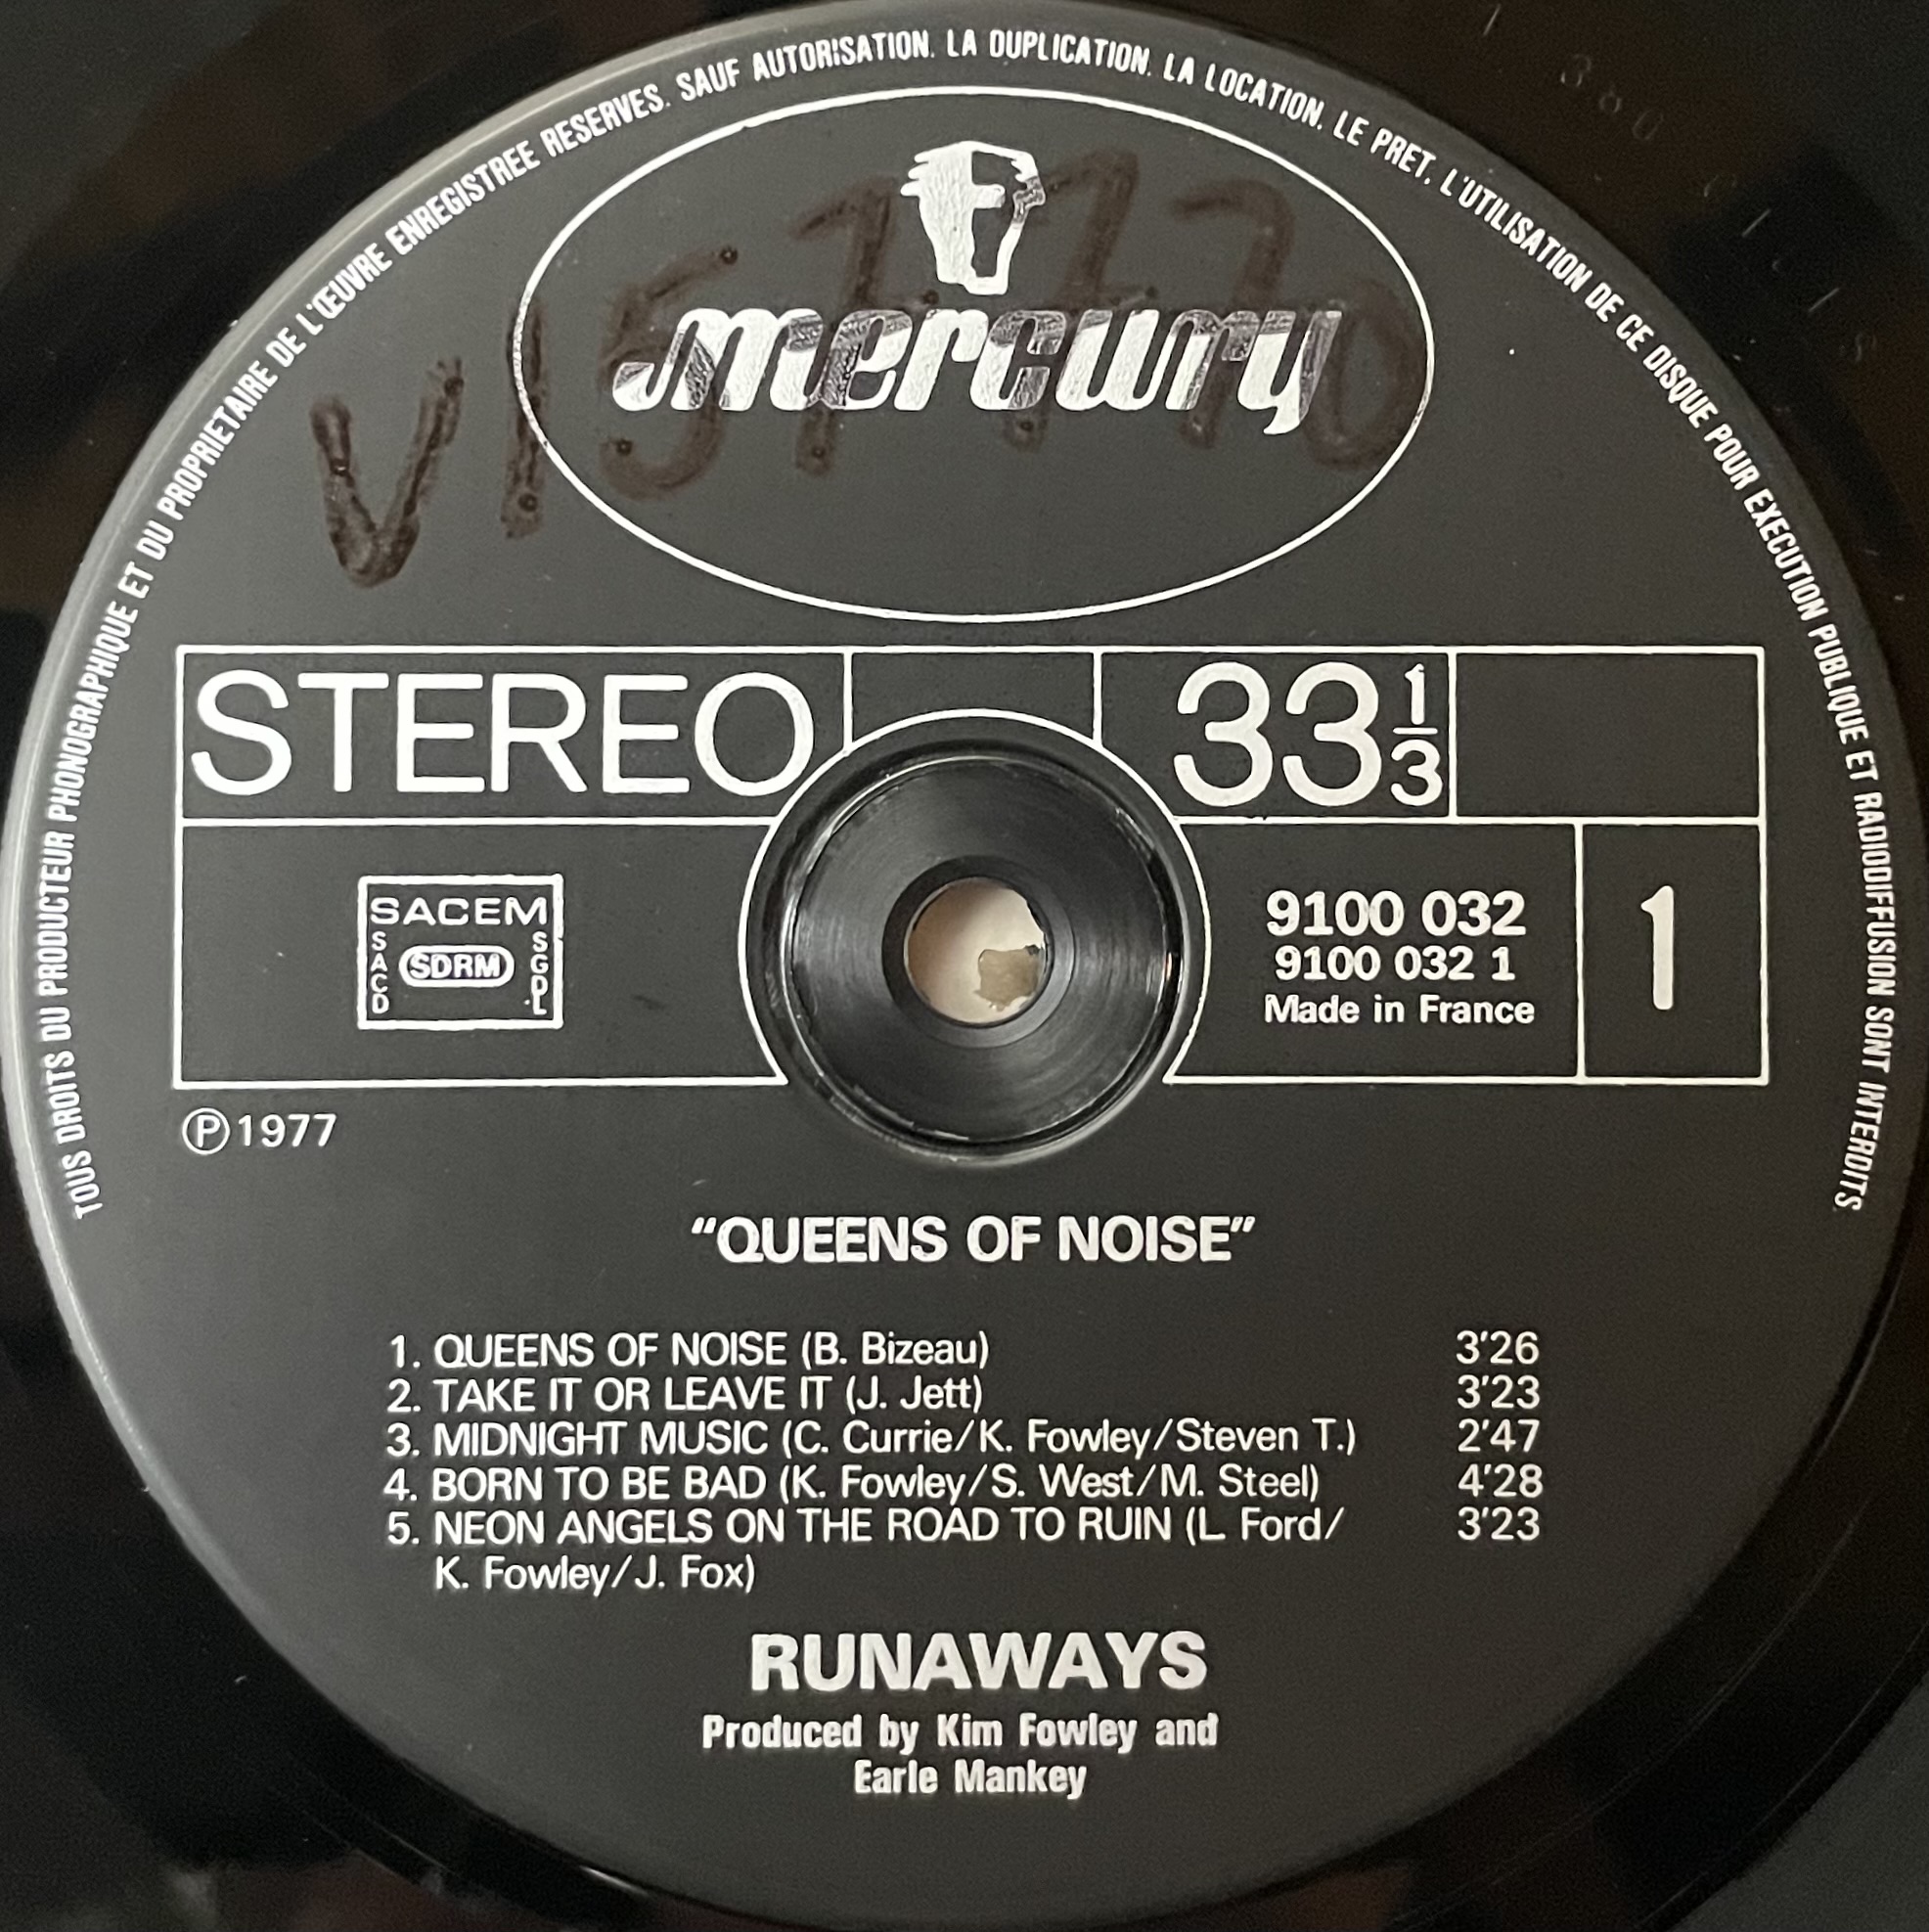 TOUS DROITS DU PRODUCTEUR PHONOGRAPHIQUE ET DU PROPRIETAIRE DE L'ŒUVRE ENREGISTREE RESERVES. SAUF AUTORISATION. LA DUPLICATION. LA LOCATION. LE PRET. L'UTILISATION DE CE DISQUE POUR EXECUTION PUBLIQUE ET RADIODIFFUSION SONT INTERDITS.
mercury
STEREO
33 1/3
SACEM
SACD
SDRM
SGDL
9100 032
9100 032 1
Made in France
1
℗ 1977
“QUEENS OF NOISE”
1. QUEENS OF NOISE (B. Bizeau) 3'26
2. TAKE IT OR LEAVE IT (J. Jett) 3'23
3. MIDNIGHT MUSIC (C. Currie/K. Fowley/Steven T.) 2'47
4. BORN TO BE BAD (K. Fowley/S. West/M. Steel) 4'28
5. NEON ANGELS ON THE ROAD TO RUIN (L. Ford/ 3'23
K. Fowley/J. Fox)
RUNAWAYS
Produced by Kim Fowley and
Earle Mankey